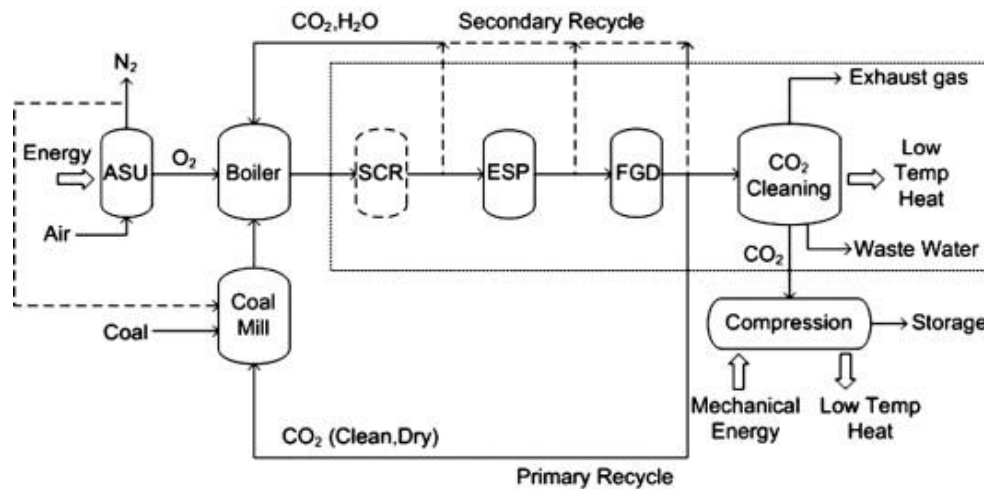 CO₂,H₂O
Secondary Recycle
N₂
Exhaust gas
Energy
ASU
O₂
Boiler
SCR
ESP
FGD
CO₂
Cleaning
Low
Temp
Heat
Air
CO₂
Waste Water
Coal
Coal
Mill
Compression
Storage
Mechanical
Energy
Low Temp
Heat
CO₂ (Clean,Dry)
Primary Recycle